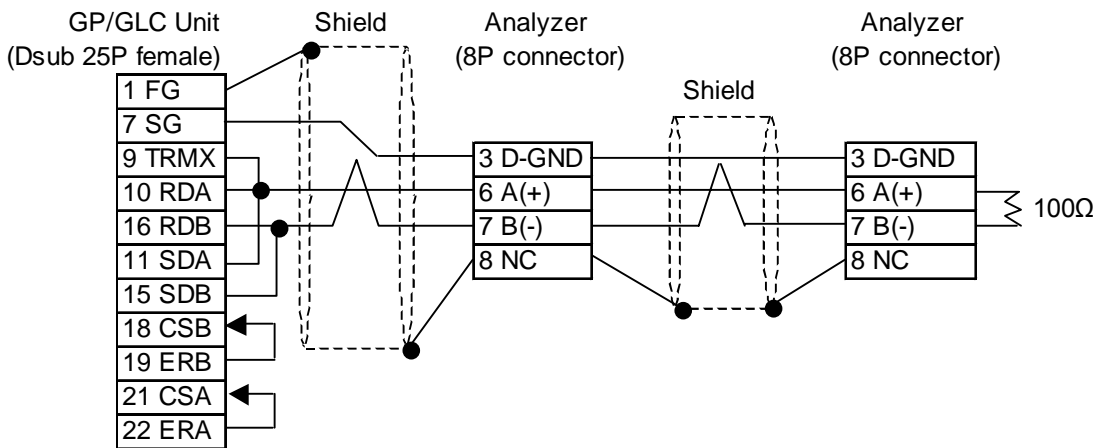 GP/GLC Unit
(Dsub 25P female)
Shield
Analyzer
(8P connector)
Analyzer
(8P connector)
Shield
1 FG
7 SG
9 TRMX
10 RDA
16 RDB
11 SDA
15 SDB
18 CSB
19 ERB
21 CSA
22 ERA
3 D-GND
6 A(+)
7 B(-)
8 NC
3 D-GND
6 A(+)
7 B(-)
8 NC
100Ω